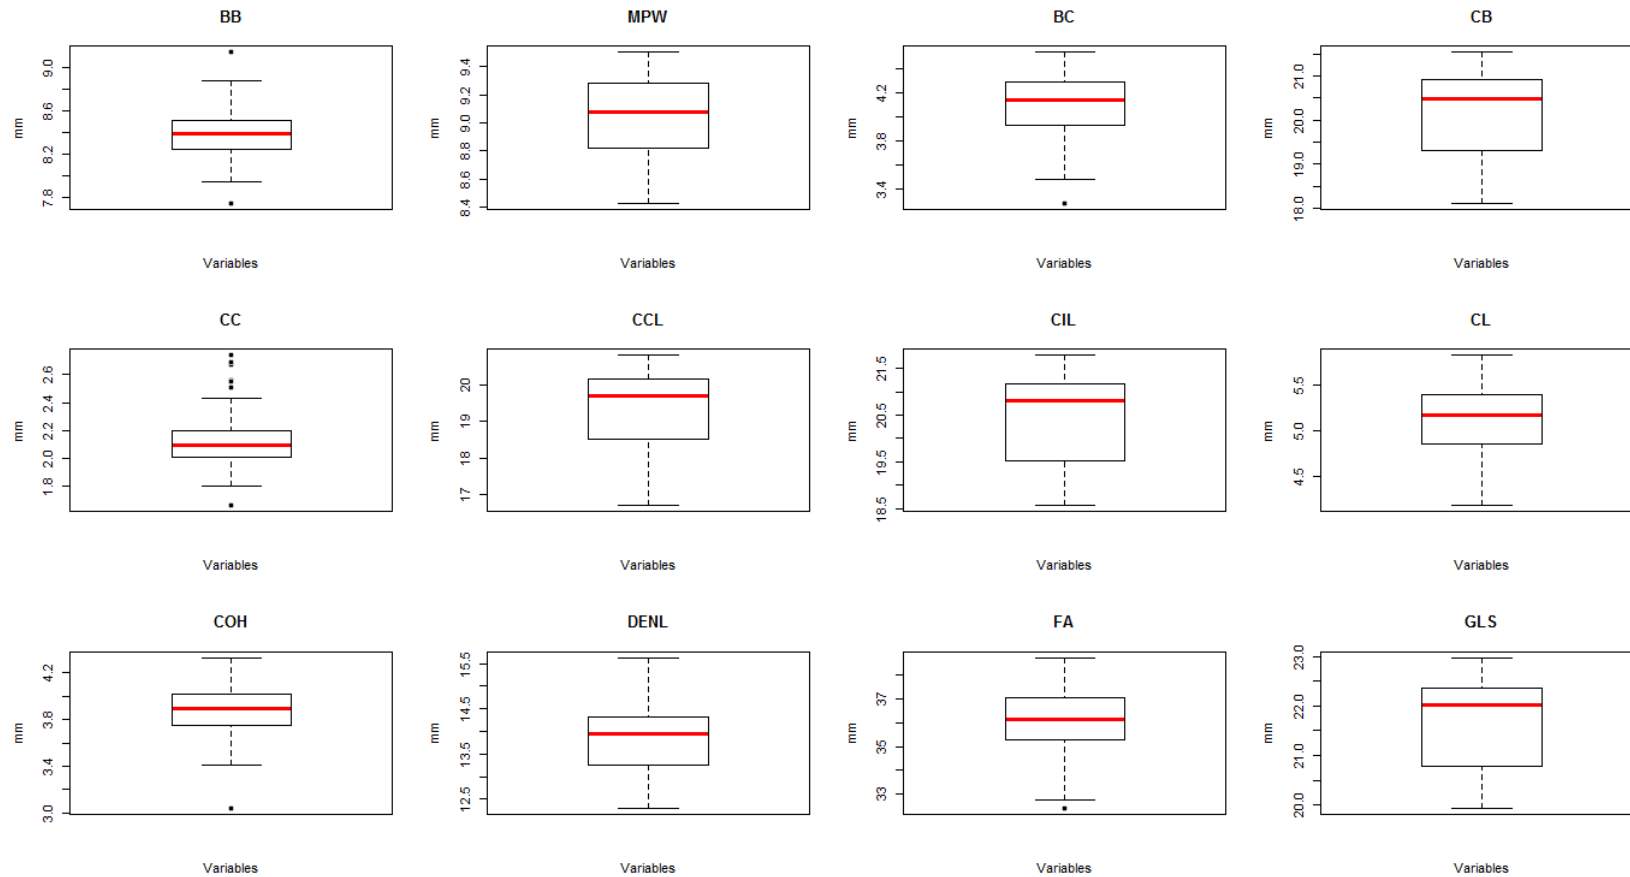 BB MPW BC CB
mm 7.8 8.2 8.6 9.0
mm 8.4 8.6 8.8 9.0 9.2 9.4
mm 3.4 3.8 4.2
mm 18.0 19.0 20.0 21.0
Variables Variables Variables Variables
CC CCL CIL CL
mm 1.8 2.0 2.2 2.4 2.6
mm 17 18 19 20
mm 18.5 19.5 20.5 21.5
mm 4.5 5.0 5.5
Variables Variables Variables Variables
COH DENL FA GLS
mm 3.0 3.4 3.8 4.2
mm 12.5 13.5 14.5 15.5
mm 33 35 37
mm 20.0 21.0 22.0 23.0
Variables Variables Variables Variables